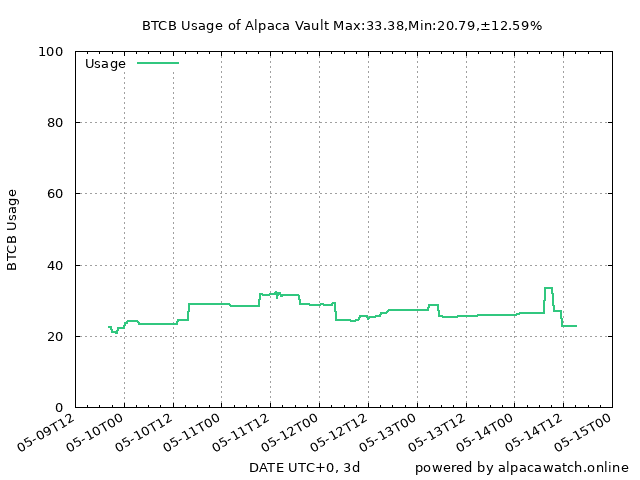 BTCB Usage of Alpaca Vault Max:33.38,Min:20.79,±12.59%
Usage
100
80
60
40
20
0
BTCB Usage
05-09T12
05-10T00
05-10T12
05-11T00
05-11T12
05-12T00
05-12T12
05-13T00
05-13T12
05-14T00
05-14T12
05-15T00
DATE UTC+0, 3d
powered by alpacawatch.online